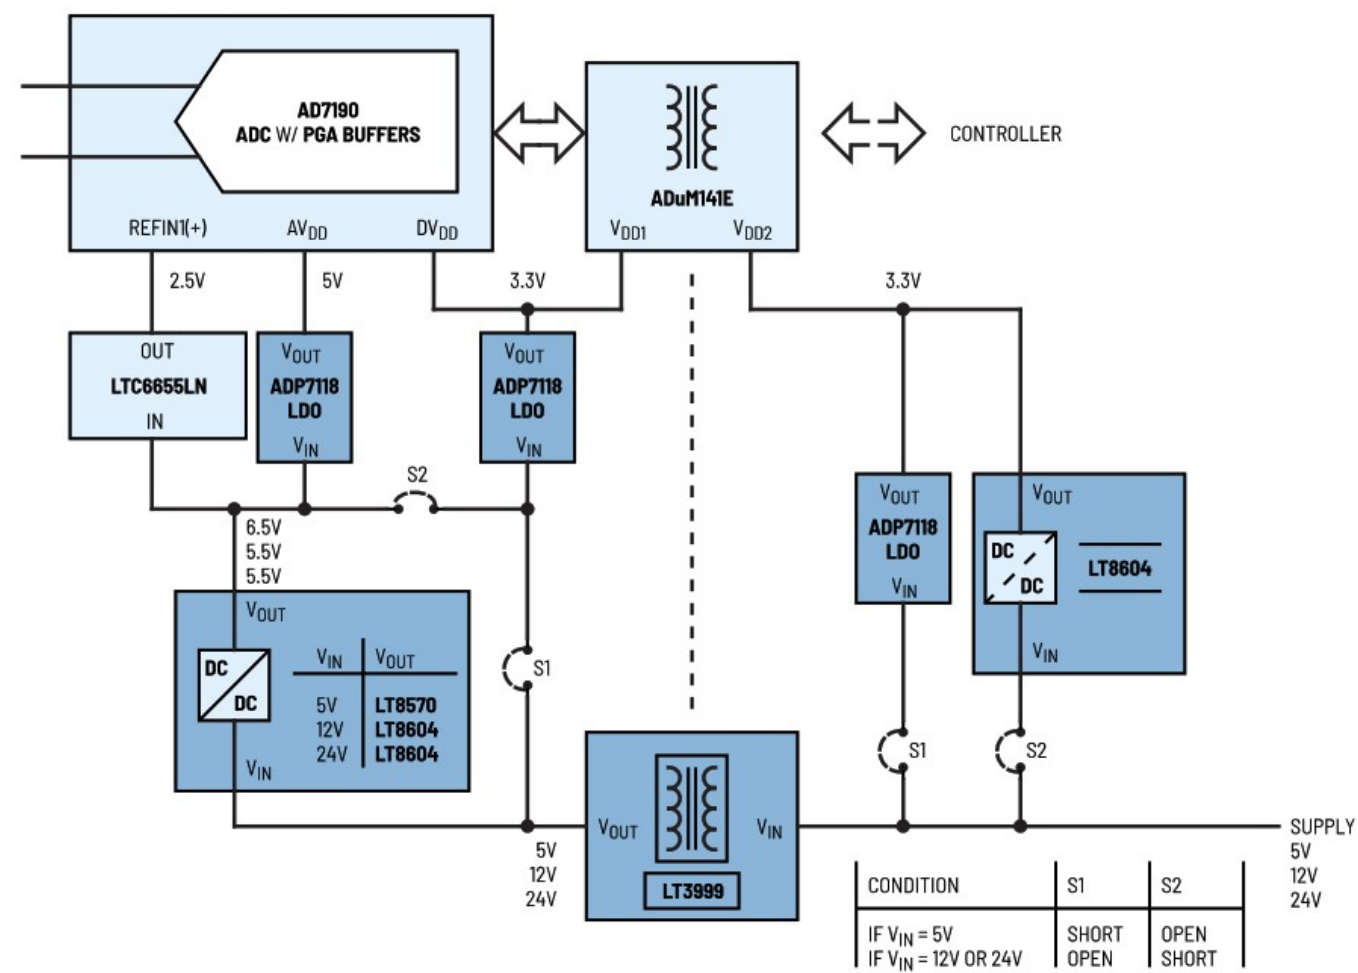 AD7190
ADC W/ PGA BUFFERS
REFIN1(+)
AVDD
DVDD
ADuM141E
VDD1
VDD2
CONTROLLER
2.5V
5V
3.3V
3.3V
OUT
LTC6655LN
IN
VOUT
ADP7118
LDO
VIN
VOUT
ADP7118
LDO
VIN
S2
6.5V
5.5V
5.5V
VOUT
DC
DC
VIN
VIN VOUT
5V LT8570
12V LT8604
24V LT8604
S1
VOUT
ADP7118
LDO
VIN
VOUT
DC
DC
LT8604
VIN
S1
S2
VOUT
VIN
LT3999
5V
12V
24V
SUPPLY
5V
12V
24V
CONDITION S1 S2
IF VIN = 5V SHORT OPEN
IF VIN = 12V OR 24V OPEN SHORT